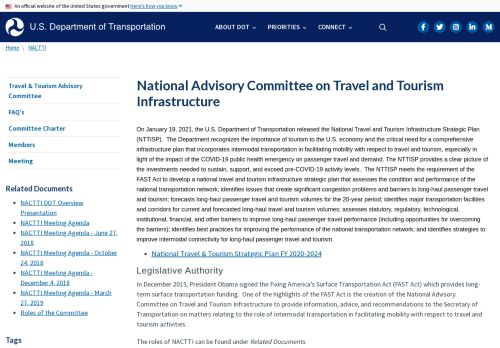 An official website of the United States government Here's how you know
U.S. Department of Transportation
ABOUT DOT
PRIORITIES
CONNECT
Home \ NACTTI
Travel & Tourism Advisory
Committee
FAQ's
Committee Charter
Members
Meeting
Related Documents
NACTTI DOT Overview
Presentation
NACTTI Meeting Agenda
NACTTI Meeting Agenda - June 27,
2018
NACTTI Meeting Agenda - October
24, 2018
NACTTI Meeting Agenda -
December 4, 2018
NACTTI Meeting Agenda – March
27, 2019
Roles of the Committee
Tags
National Advisory Committee on Travel and Tourism
Infrastructure
On January 19, 2021, the U.S. Department of Transportation released the National Travel and Tourism Infrastructure Strategic Plan
(NTTISP). The Department recognizes the importance of tourism to the U.S. economy and the critical need for a comprehensive
infrastructure plan that incorporates intermodal transportation in facilitating mobility with respect to travel and tourism, especially in
light of the impact of the COVID-19 public health emergency on passenger travel and demand. The NTTISP provides a clear picture of
the investments needed to sustain, support, and exceed pre-COVID-19 activity levels. The NTTISP meets the requirement of the
FAST Act to develop a national travel and tourism infrastructure strategic plan that assesses the condition and performance of the
national transportation network; identifies issues that create significant congestion problems and barriers to long-haul passenger travel
and tourism; forecasts long-haul passenger travel and tourism volumes for the 20-year period; identifies major transportation facilities
and corridors for current and forecasted long-haul travel and tourism volumes; assesses statutory, regulatory, technological,
institutional, financial, and other barriers to improve long-haul passenger travel performance (including opportunities for overcoming
the barriers); identifies best practices for improving the performance of the national transportation network; and identifies strategies to
improve intermodal connectivity for long-haul passenger travel and tourism.
National Travel & Tourism Strategic Plan FY 2020-2024
Legislative Authority
In December 2015, President Obama signed the Fixing America's Surface Transportation Act (FAST Act) which provides long-
term surface transportation funding. One of the highlights of the FAST Act is the creation of the National Advisory
Committee on Travel and Tourism Infrastructure to provide information, advice, and recommendations to the Secretary of
Transportation on matters relating to the role of intermodal transportation in facilitating mobility with respect to travel and
tourism activities.
The roles of NACTTI can be found under Related Documents.